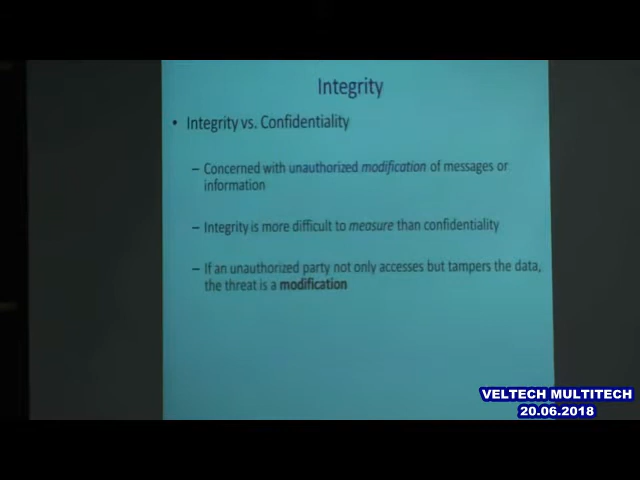 Integrity
• Integrity vs. Confidentiality
– Concerned with unauthorized modification of messages or
information
– Integrity is more difficult to measure than confidentiality
– If an unauthorized party not only accesses but tampers the data,
the threat is a modification
VELTECH MULTITECH
20.06.2018